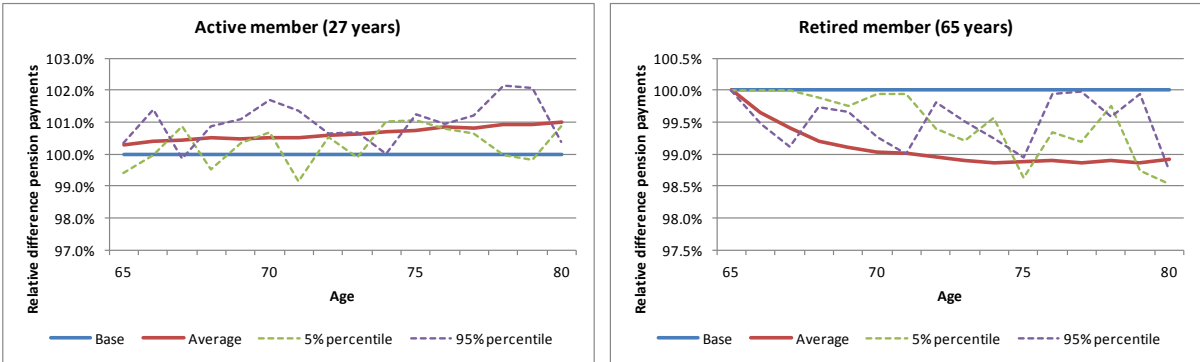 Active member (27 years)
Relative difference pension payments
103.0%
102.0%
101.0%
100.0%
99.0%
98.0%
97.0%
65 70 75 80
Age
Base Average 5% percentile 95% percentile
Retired member (65 years)
Relative difference pension payments
100.5%
100.0%
99.5%
99.0%
98.5%
98.0%
97.5%
65 70 75 80
Age
Base Average 5% percentile 95% percentile